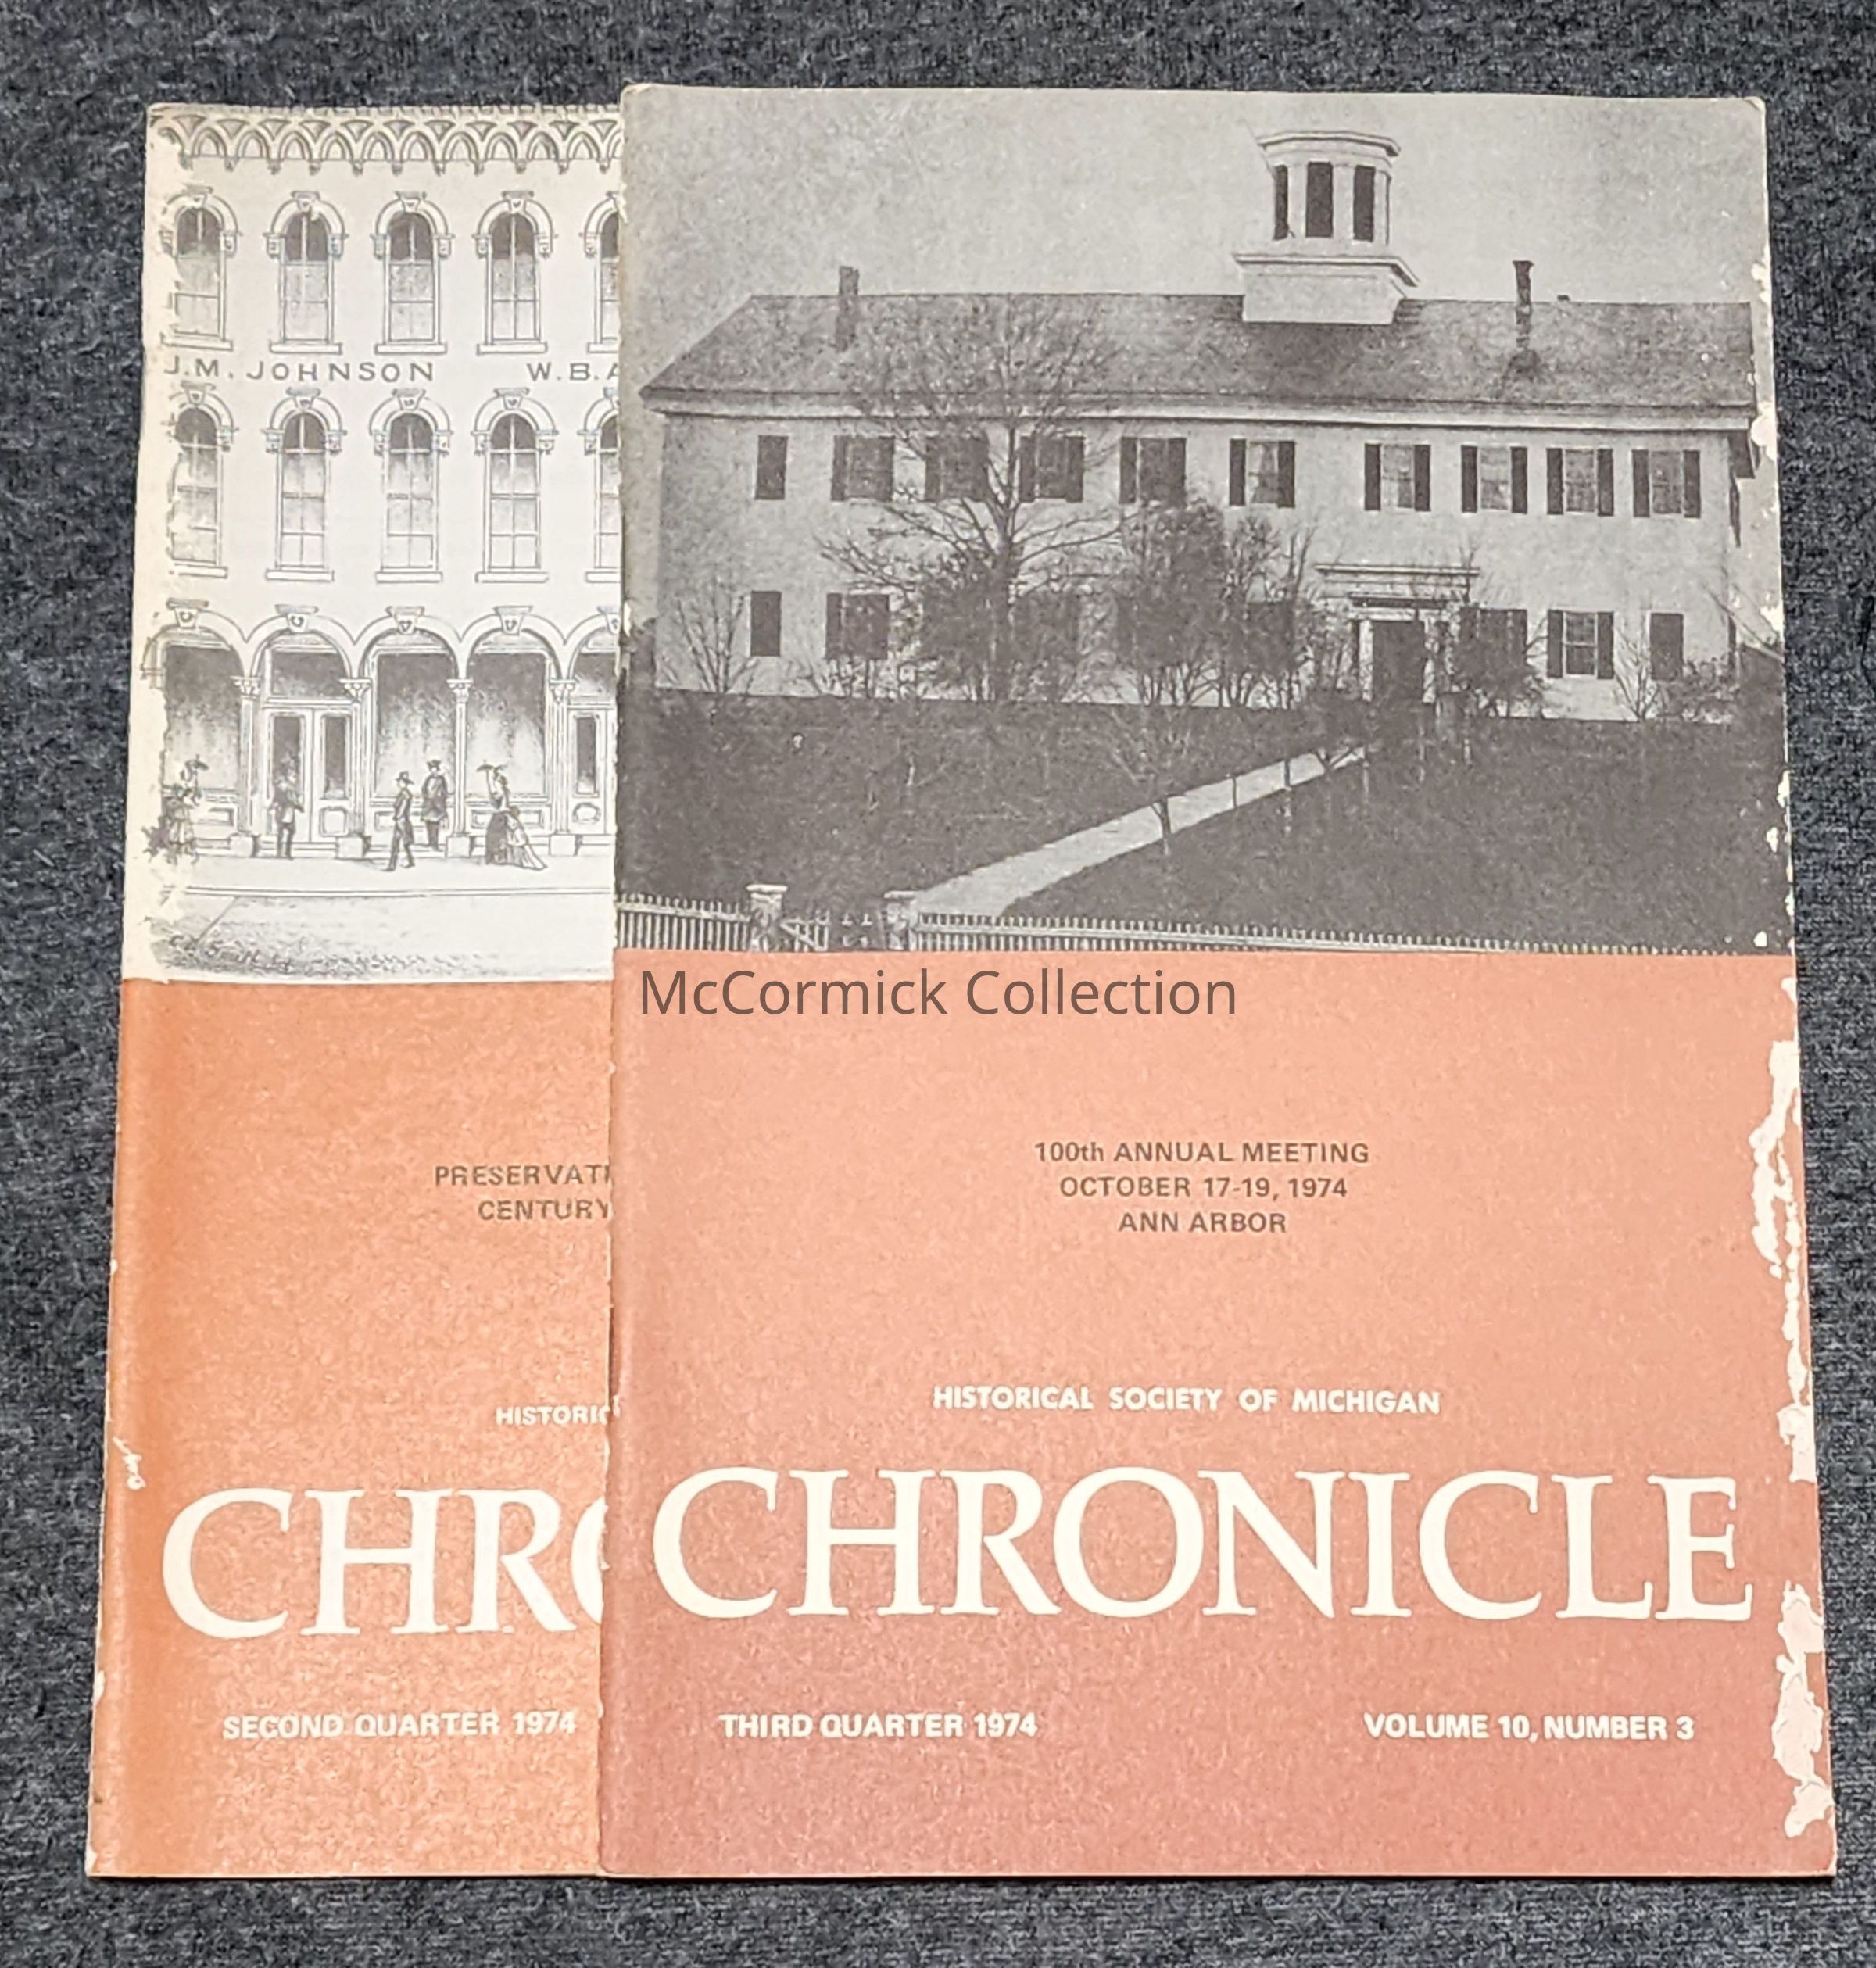 J.M. JOHNSON
W.B.
PRESERVATI
CENTURY
HISTORIC
CHRO
SECOND QUARTER 1974
McCormick Collection
100th ANNUAL MEETING
OCTOBER 17-19, 1974
ANN ARBOR
HISTORICAL SOCIETY OF MICHIGAN
CHRONICLE
THIRD QUARTER 1974
VOLUME 10, NUMBER 3